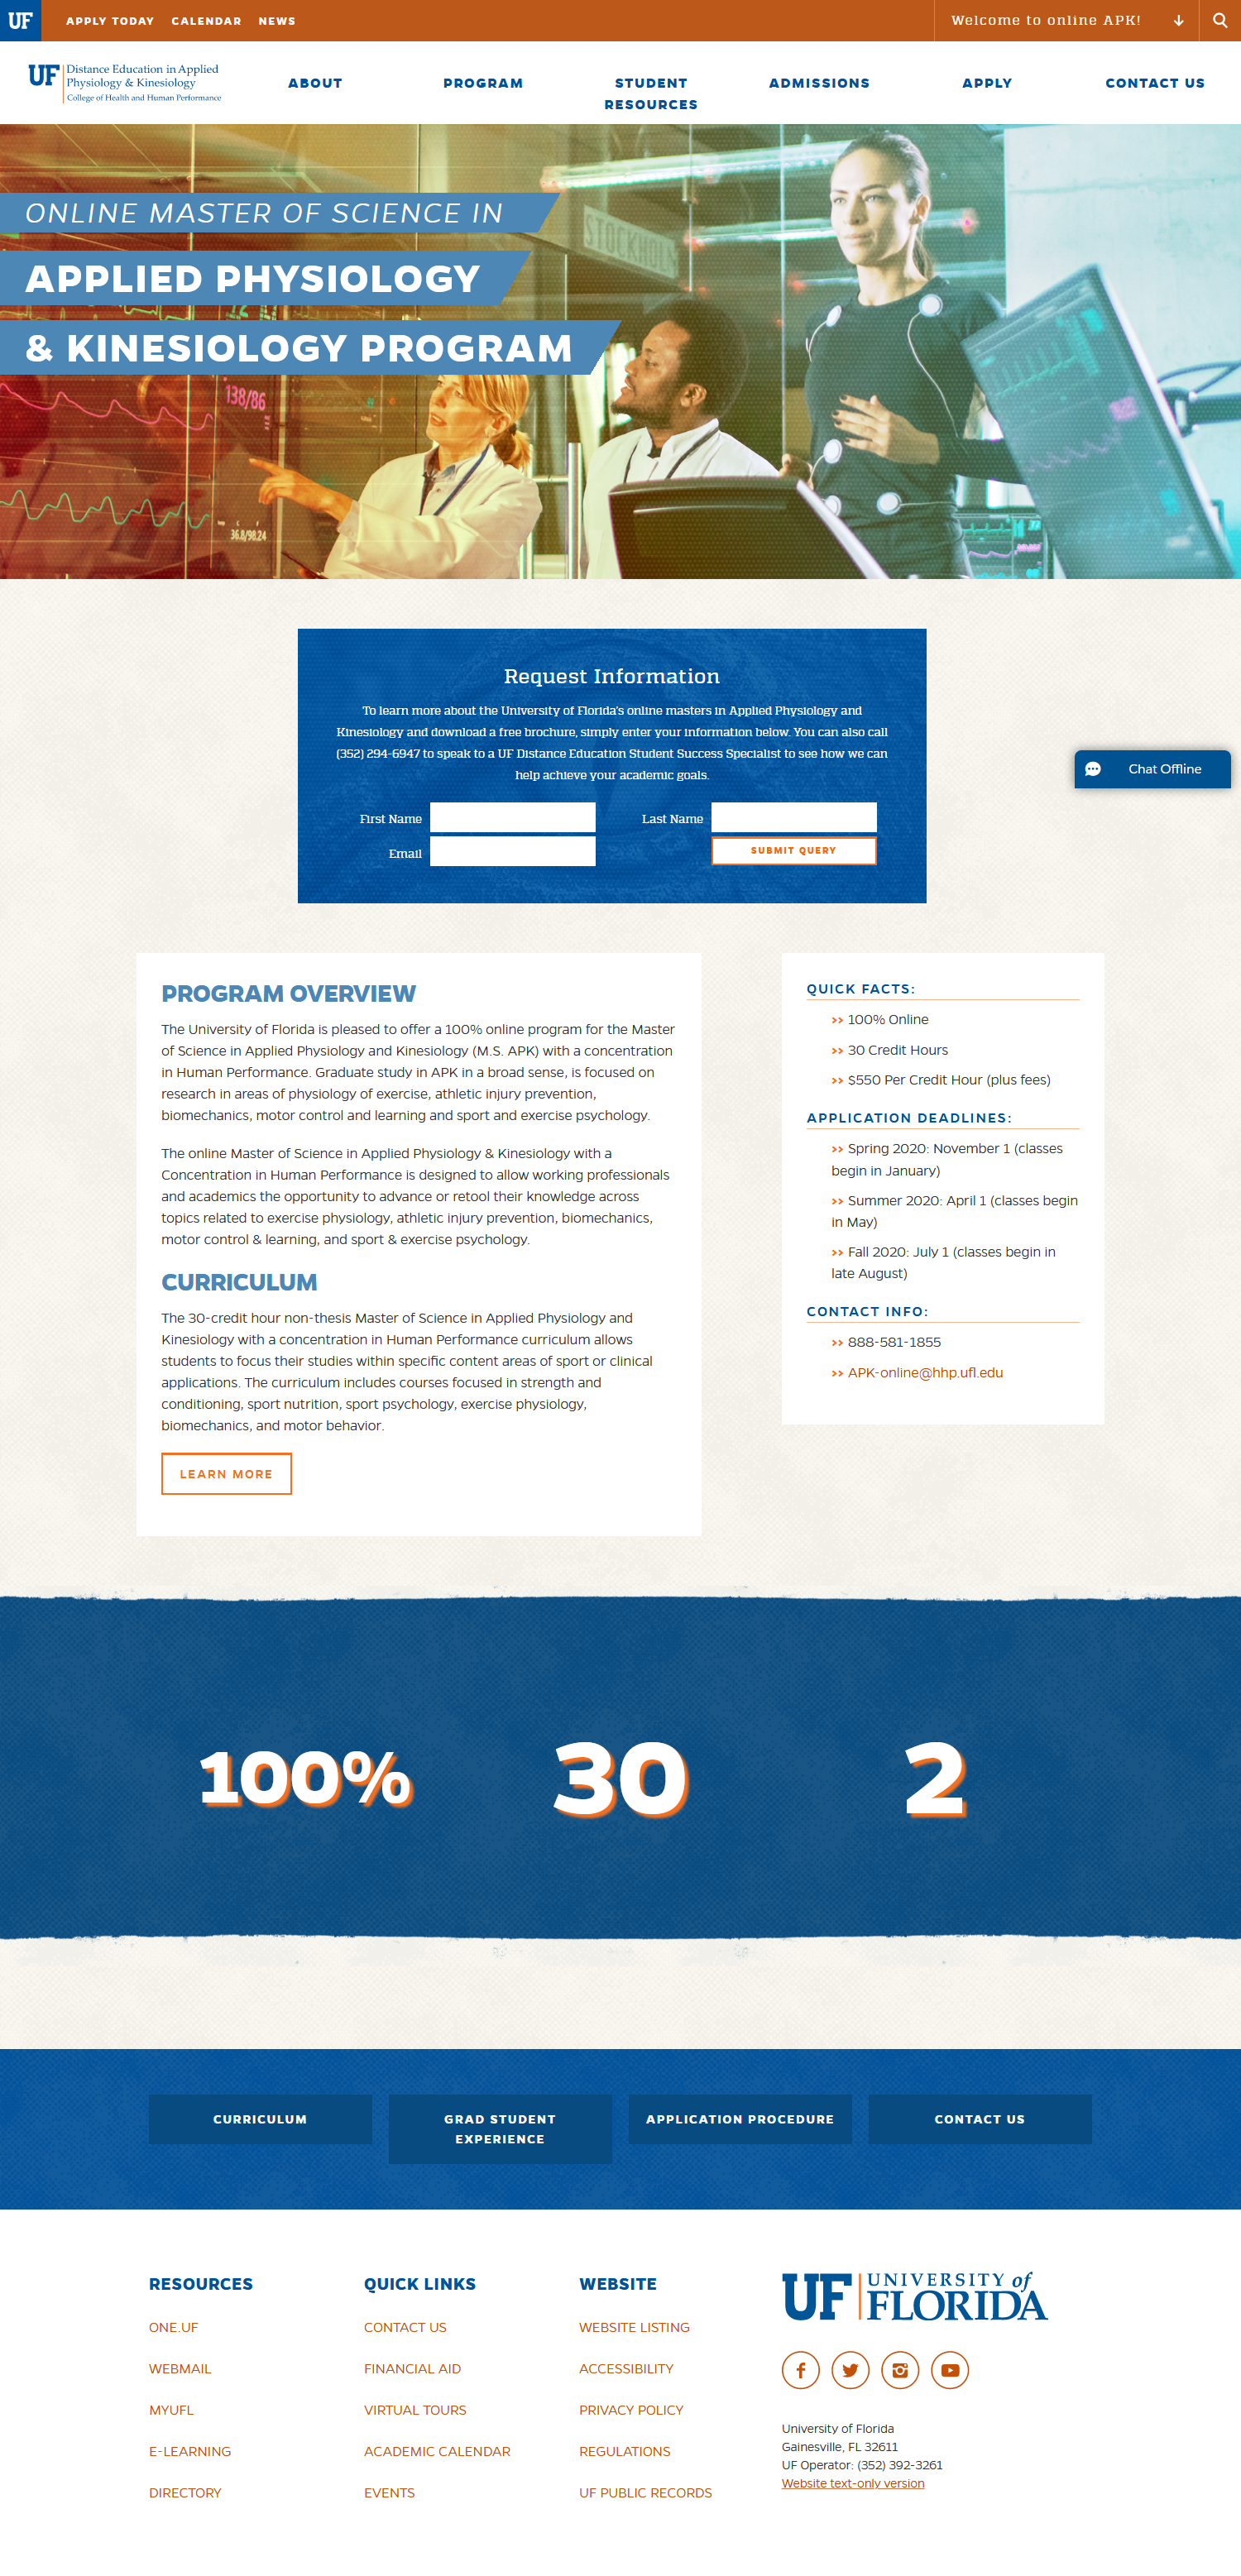 UF
APPLY TODAY
CALENDAR
NEWS
Welcome to online APK!
UF
Distance Education in Applied
Physiology & Kinesiology
College of Health and Human Performance
ABOUT
PROGRAM
STUDENT
RESOURCES
ADMISSIONS
APPLY
CONTACT US
ONLINE MASTER OF SCIENCE IN
APPLIED PHYSIOLOGY
& KINESIOLOGY PROGRAM
STOCKHOL
138/86
36.8/98.24
72
Request Information
To learn more about the University of Florida's online masters in Applied Physiology and
Kinesiology and download a free brochure, simply enter your information below. You can also call
(352) 294-6947 to speak to a UF Distance Education Student Success Specialist to see how we can
help achieve your academic goals.
First Name
Last Name
Email
SUBMIT QUERY
Chat Offline
PROGRAM OVERVIEW
The University of Florida is pleased to offer a 100% online program for the Master
of Science in Applied Physiology and Kinesiology (M.S. APK) with a concentration
in Human Performance. Graduate study in APK in a broad sense, is focused on
research in areas of physiology of exercise, athletic injury prevention,
biomechanics, motor control and learning and sport and exercise psychology.
The online Master of Science in Applied Physiology & Kinesiology with a
Concentration in Human Performance is designed to allow working professionals
and academics the opportunity to advance or retool their knowledge across
topics related to exercise physiology, athletic injury prevention, biomechanics,
motor control & learning, and sport & exercise psychology.
CURRICULUM
The 30-credit hour non-thesis Master of Science in Applied Physiology and
Kinesiology with a concentration in Human Performance curriculum allows
students to focus their studies within specific content areas of sport or clinical
applications. The curriculum includes courses focused in strength and
conditioning, sport nutrition, sport psychology, exercise physiology,
biomechanics, and motor behavior.
LEARN MORE
QUICK FACTS:
>> 100% Online
>> 30 Credit Hours
>> $550 Per Credit Hour (plus fees)
APPLICATION DEADLINES:
>> Spring 2020: November 1 (classes
begin in January)
>> Summer 2020: April 1 (classes begin
in May)
>> Fall 2020: July 1 (classes begin in
late August)
CONTACT INFO:
>> 888-581-1855
>> APK-online@hhp.ufl.edu
100%
30
2
CURRICULUM
GRAD STUDENT
EXPERIENCE
APPLICATION PROCEDURE
CONTACT US
RESOURCES
ONE.UF
WEBMAIL
MYUFL
E-LEARNING
DIRECTORY
QUICK LINKS
CONTACT US
FINANCIAL AID
VIRTUAL TOURS
ACADEMIC CALENDAR
EVENTS
WEBSITE
WEBSITE LISTING
ACCESSIBILITY
PRIVACY POLICY
REGULATIONS
UF PUBLIC RECORDS
UF
UNIVERSITY of
FLORIDA
University of Florida
Gainesville, FL 32611
UF Operator: (352) 392-3261
Website text-only version